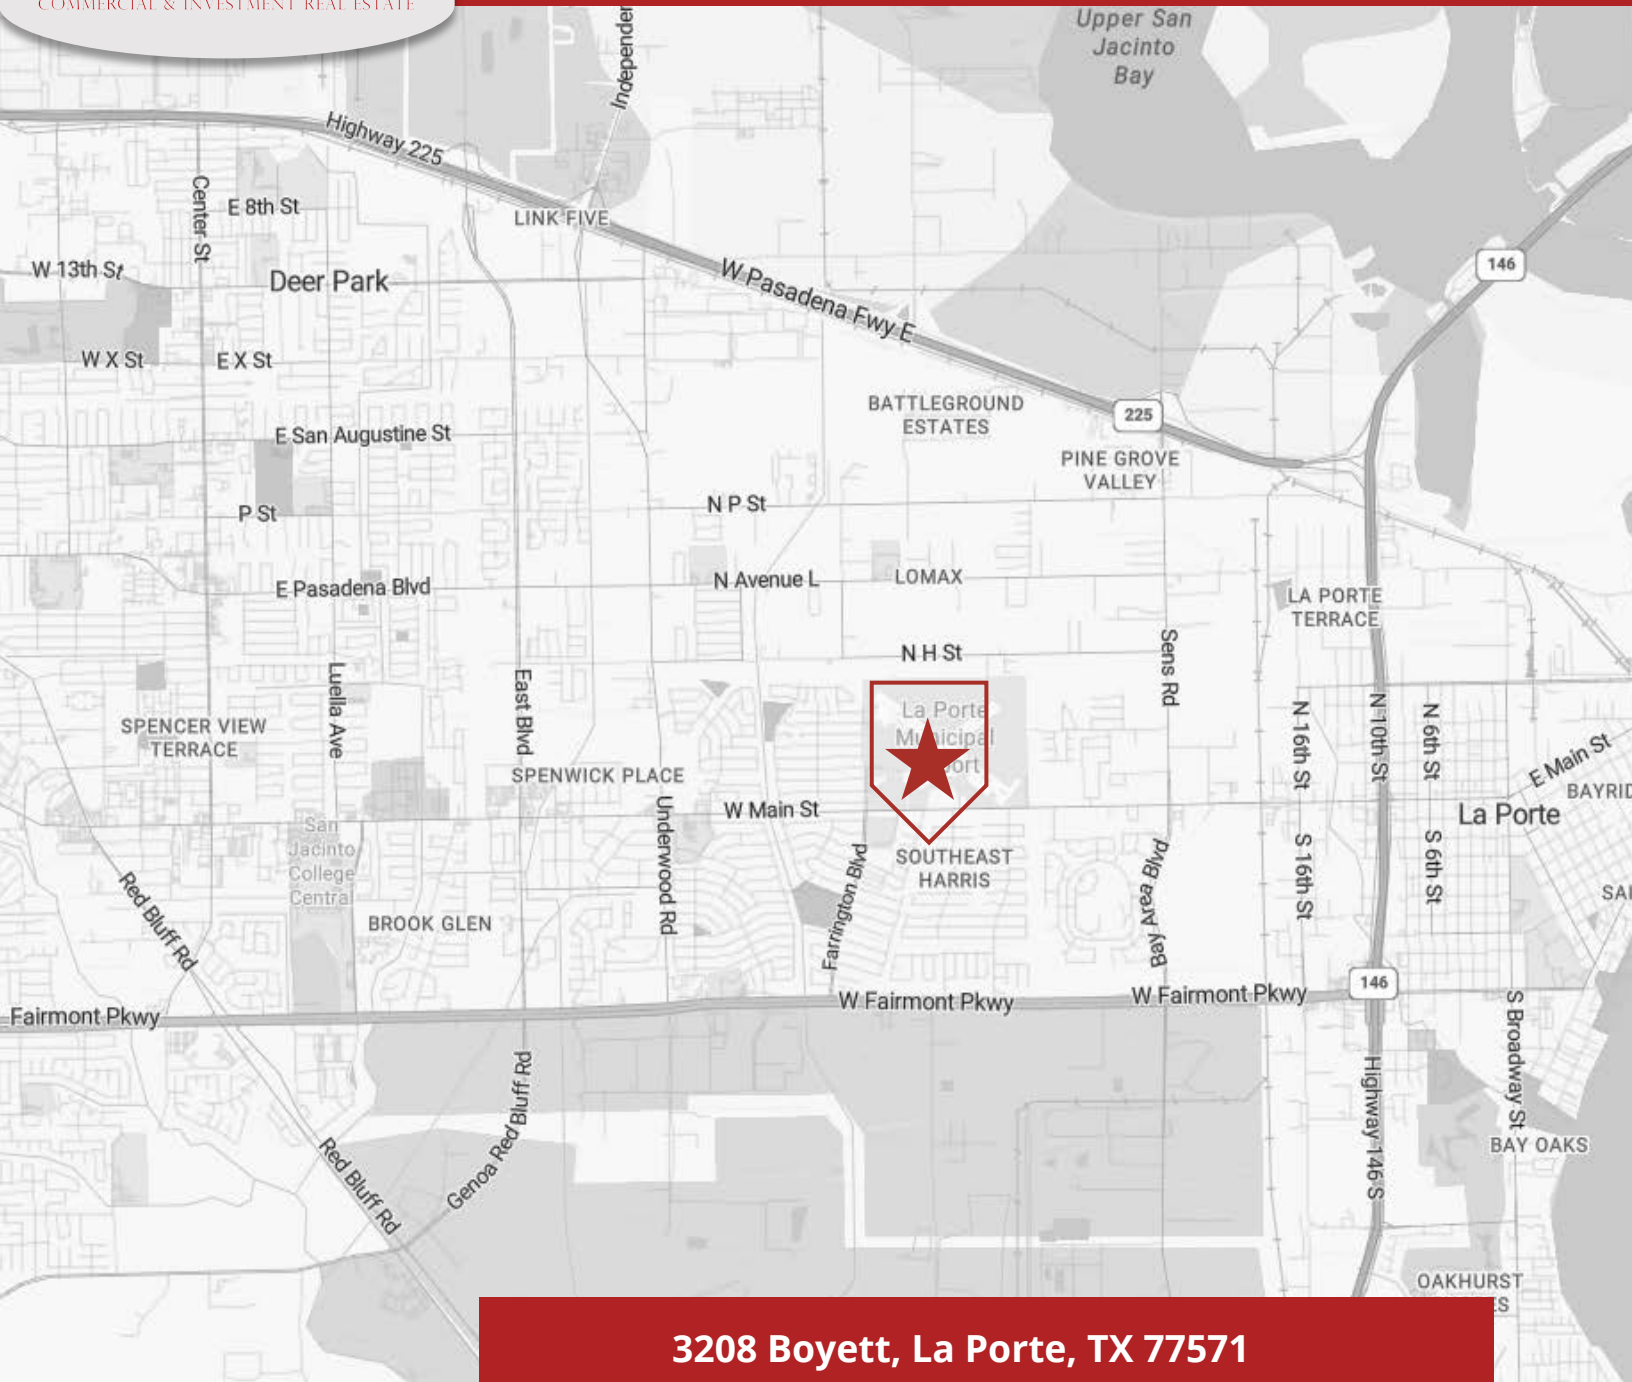 COMMERCIAL & INVESTMENT REAL ESTATE
Upper San
Jacinto
Bay
Highway 225
Center St
E 8th St
LINK FIVE
W 13th St
Deer Park
W Pasadena Fwy E
146
W X St
E X St
BATTLEGROUND
ESTATES
225
E San Augustine St
PINE GROVE
VALLEY
P St
N P St
E Pasadena Blvd
N Avenue L
LOMAX
LA PORTE
TERRACE
N H St
Sens Rd
Luella Ave
East Blvd
SPENCER VIEW
TERRACE
La Porte
Municipal
N 16th St
N 10th St
N 6th St
E Main St
SPENWICK PLACE
BAYRID
Underwood Rd
W Main St
La Porte
San
Jacinto
College
Central
Farrington Blvd
SOUTHEAST
HARRIS
Bay Area Blvd
S 16th St
S 6th St
Red Bluff Rd
BROOK GLEN
Fairmont Pkwy
W Fairmont Pkwy
W Fairmont Pkwy
146
S Broadway St
Genoa Red Bluff Rd
Red Bluff Rd
Highway 146 S
BAY OAKS
OAKHURST
3208 Boyett, La Porte, TX 77571